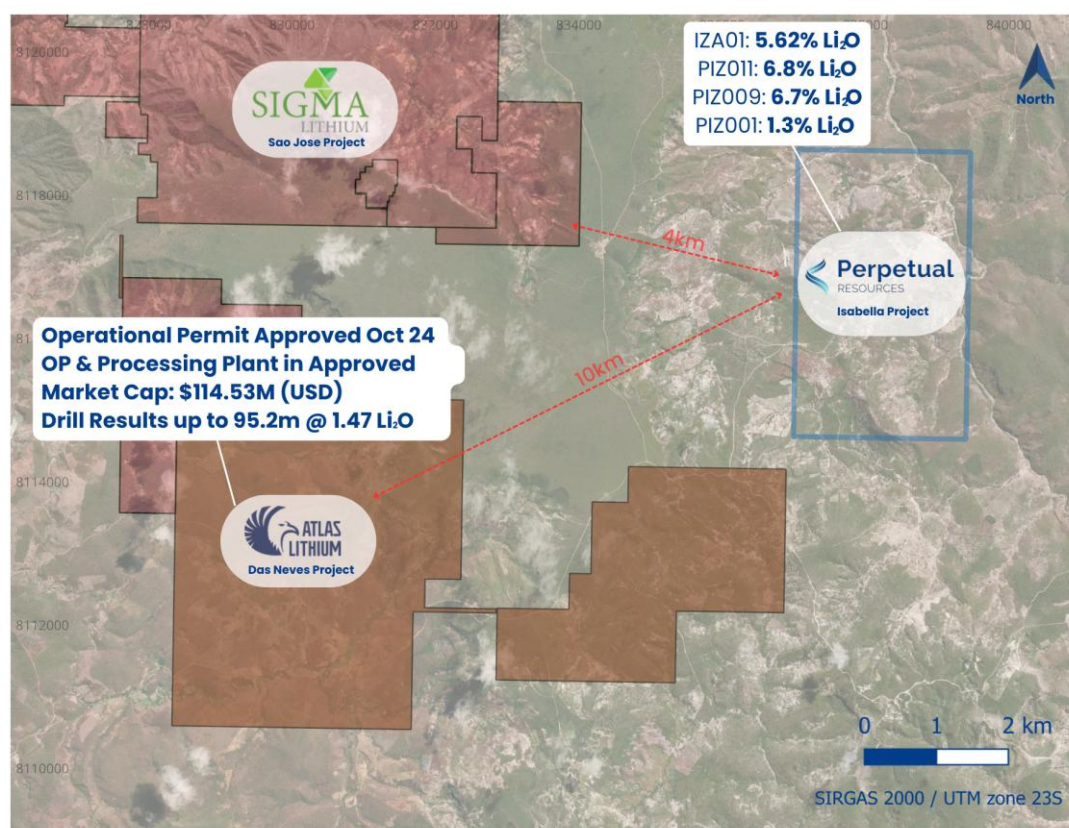 830000
832000
834000
840000
8120000
8118000
8114000
8112000
8110000
SIGMA
LITHIUM
Sao Jose Project
IZA01: 5.62% Li₂O
PIZ011: 6.8% Li₂O
PIZ009: 6.7% Li₂O
PIZ001: 1.3% Li₂O
North
4km
Perpetual
RESOURCES
Isabella Project
Operational Permit Approved Oct 24
OP & Processing Plant in Approved
Market Cap: $114.53M (USD)
Drill Results up to 95.2m @ 1.47 Li₂O
10km
ATLAS
LITHIUM
Das Neves Project
0 1 2 km
SIRGAS 2000 / UTM zone 23S